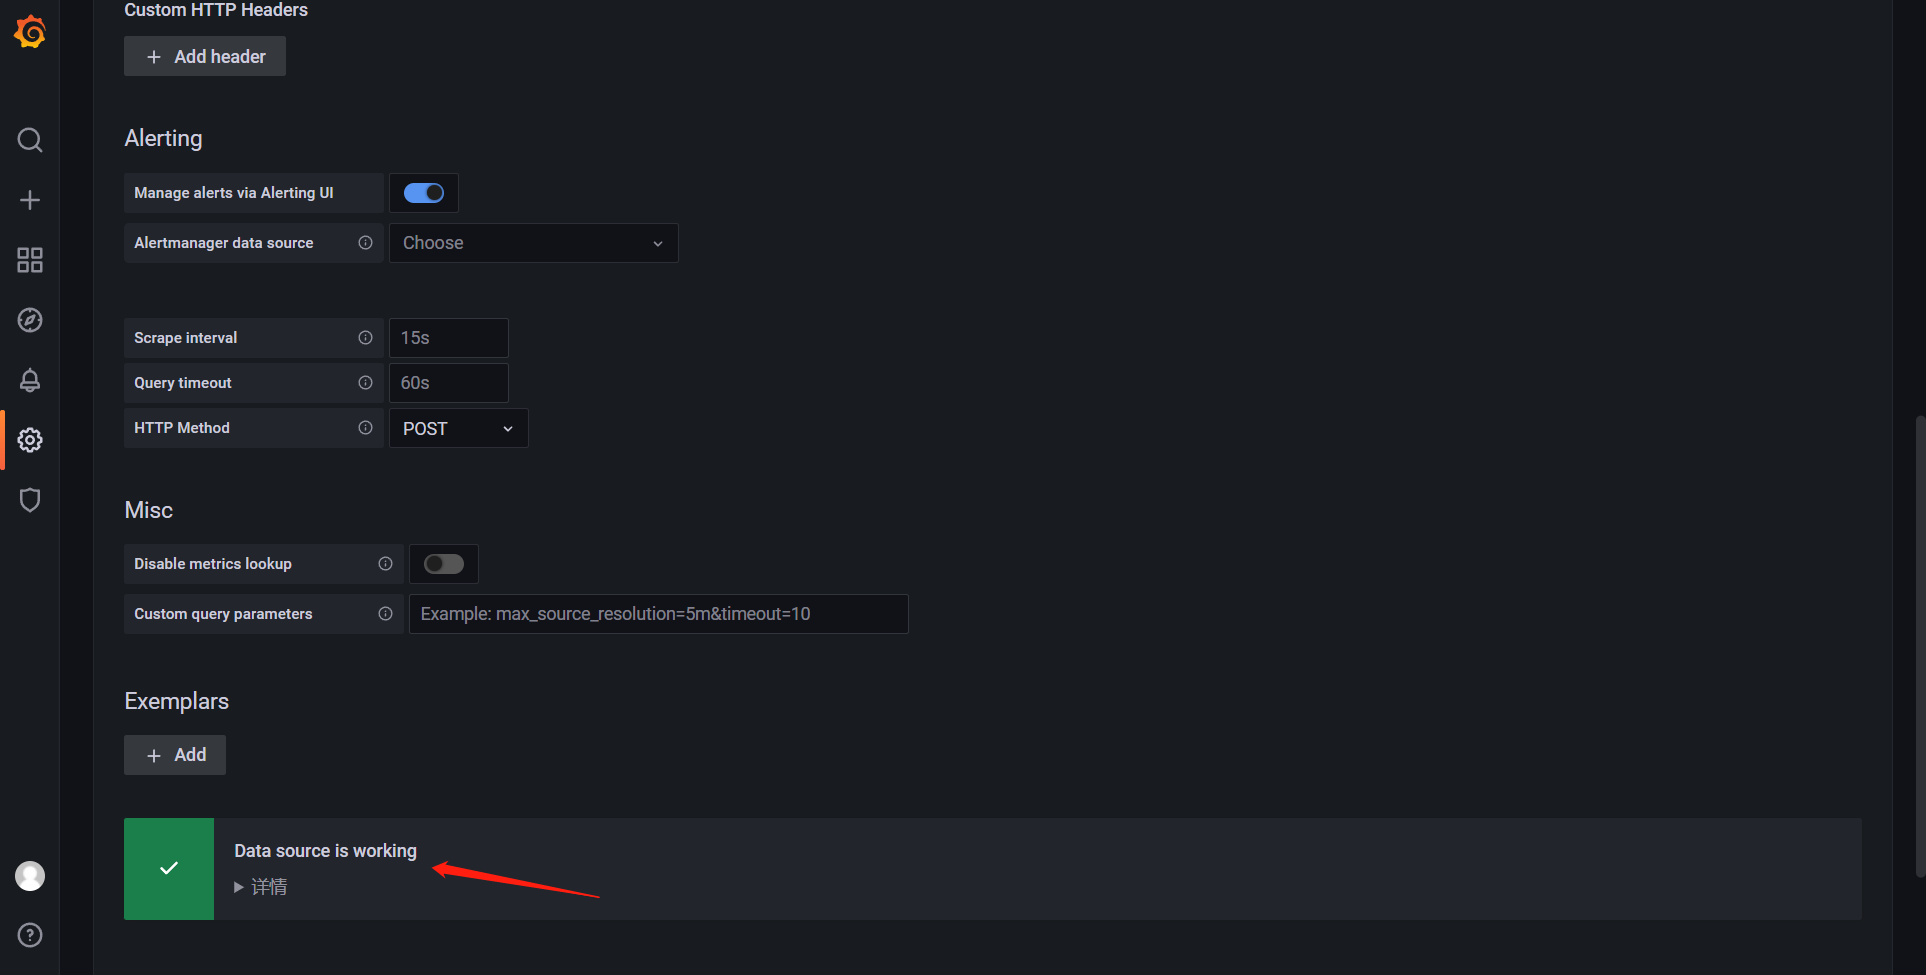 Custom HTTP Headers
Add header
Alerting
Manage alerts via Alerting UI
Alertmanager data source
Choose
Scrape interval
15s
Query timeout
60s
HTTP Method
POST
Misc
Disable metrics lookup
Custom query parameters
Example: max_source_resolution=5m&timeout=10
Exemplars
Add
Data source is working
详情